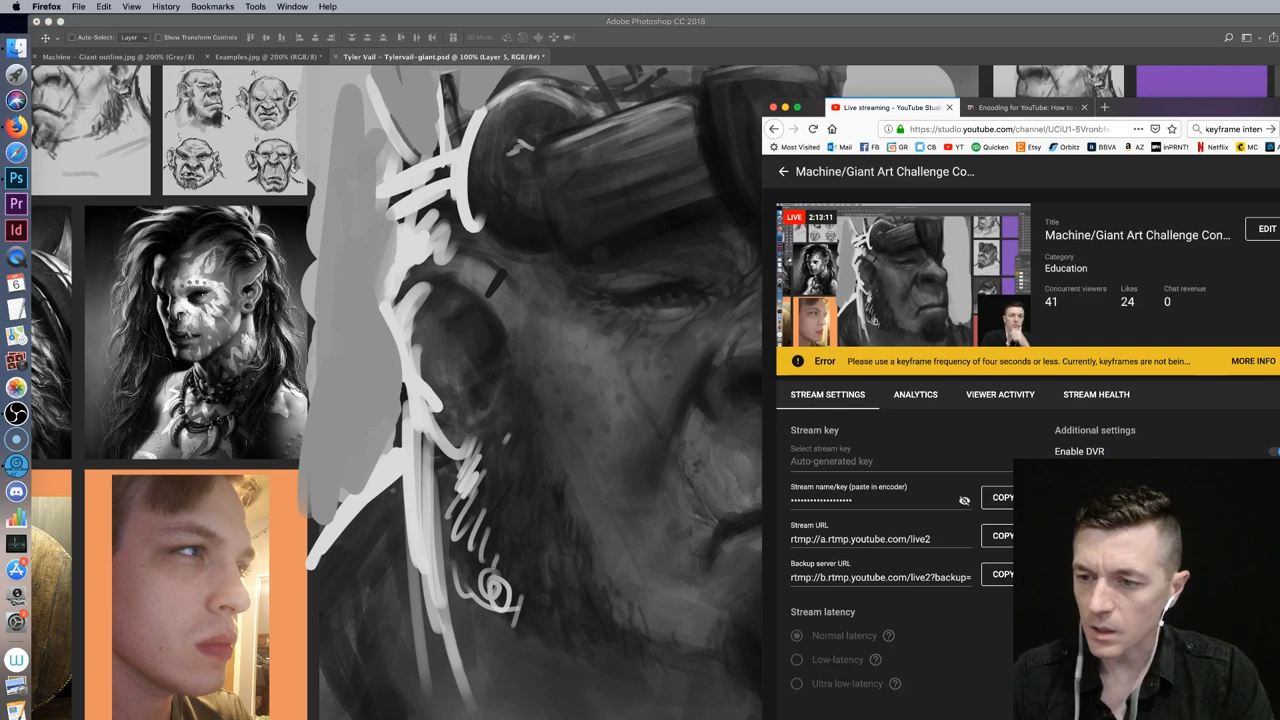 Firefox File Edit View History Bookmarks Tools Window Help
Adobe Photoshop CC 2018
Auto-Select: Layer Show Transform Controls 3D Mode:
Machine – Giant outline.jpg @ 200% (Gray/8)
Examples.jpg @ 200% (RGB/8) *
Tyler Vail – Tylervail-giant.psd @ 100% (Layer 5, RGB/8#) *
Live streaming - YouTube Stud
Encoding for YouTube: How to
https://studio.youtube.com/channel/UCiU1-5Vronbf
keyframe inter
Most Visited Mail FB GR CB YT Quicken Etsy Orbitz BBVA AZ inPRNT! Netflix MC
Machine/Giant Art Challenge Co...
LIVE 2:13:11
Title
Machine/Giant Art Challenge Con...
EDIT
Category
Education
Concurrent viewers Likes Chat revenue
41 24 0
Error Please use a keyframe frequency of four seconds or less. Currently, keyframes are not bein... MORE INFO
STREAM SETTINGS ANALYTICS VIEWER ACTIVITY STREAM HEALTH
Stream key
Additional settings
Select stream key
Auto-generated key
Enable DVR
Stream name/key (paste in encoder)
•••••••••••••••••••
COPY
Stream URL
rtmp://a.rtmp.youtube.com/live2
COPY
Backup server URL
rtmp://b.rtmp.youtube.com/live2?backup=
COPY
Stream latency
Normal latency
Low-latency
Ultra low-latency
Ps
Pr
Id
6
W